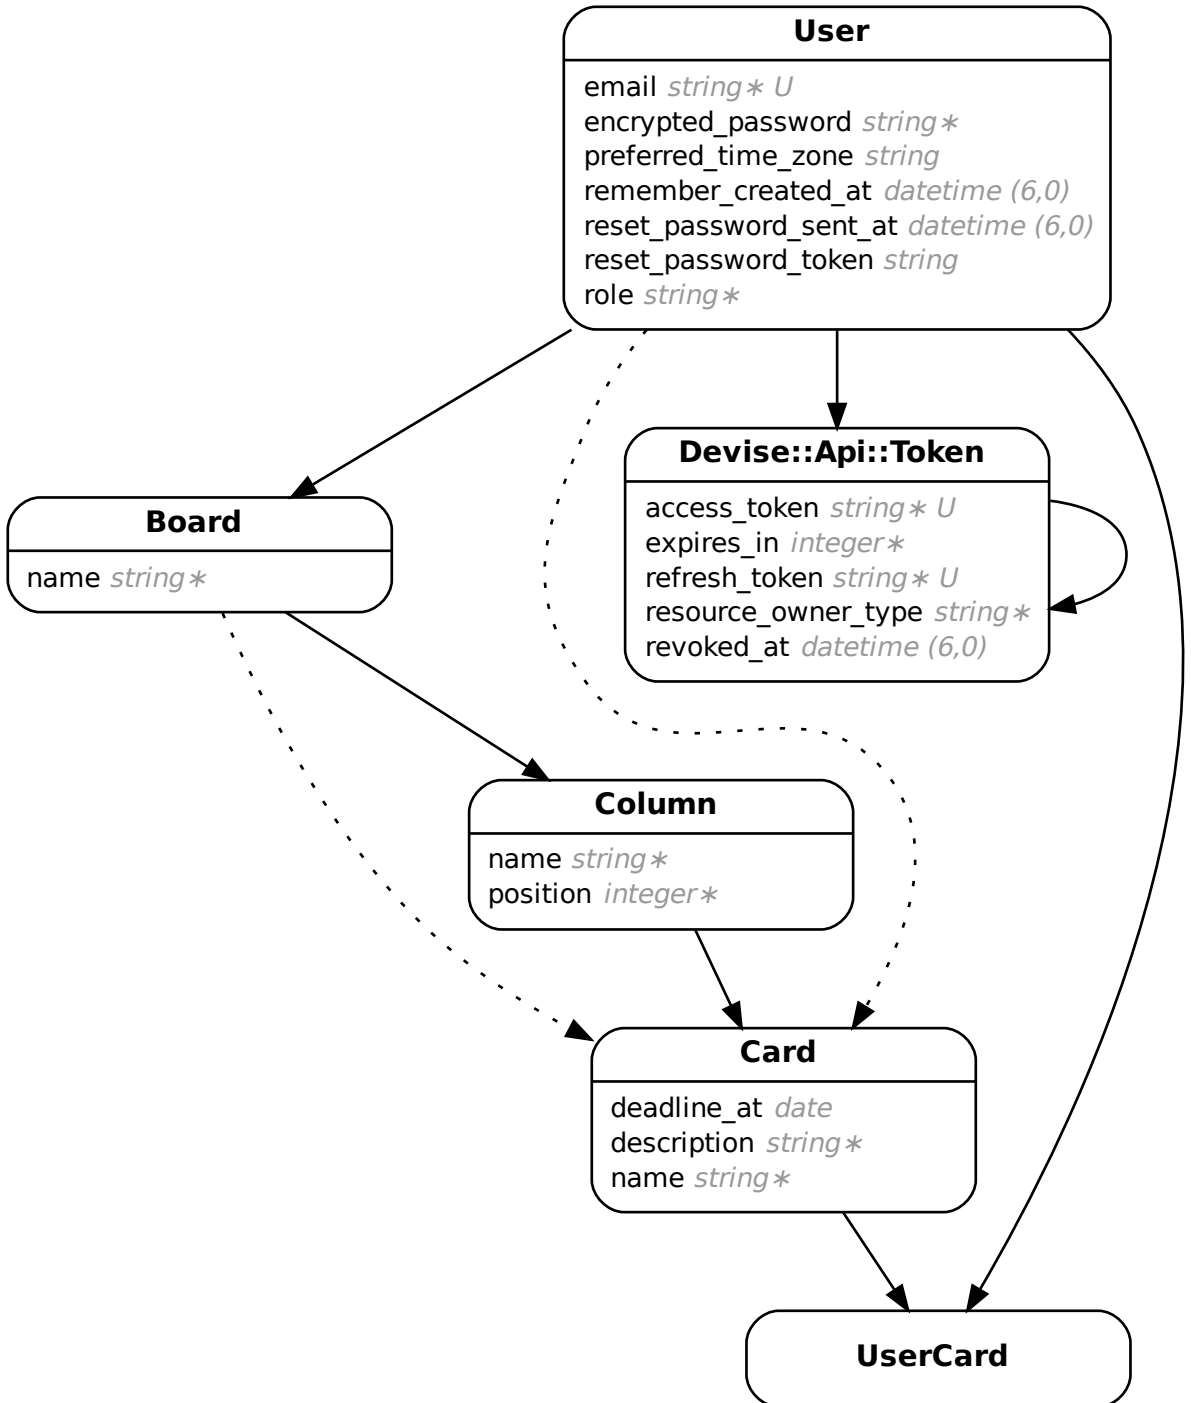 User
email string∗ U
encrypted_password string∗
preferred_time_zone string
remember_created_at datetime (6,0)
reset_password_sent_at datetime (6,0)
reset_password_token string
role string∗
Devise::Api::Token
access_token string∗ U
expires_in integer∗
refresh_token string∗ U
resource_owner_type string∗
revoked_at datetime (6,0)
Board
name string∗
Column
name string∗
position integer∗
Card
deadline_at date
description string∗
name string∗
UserCard